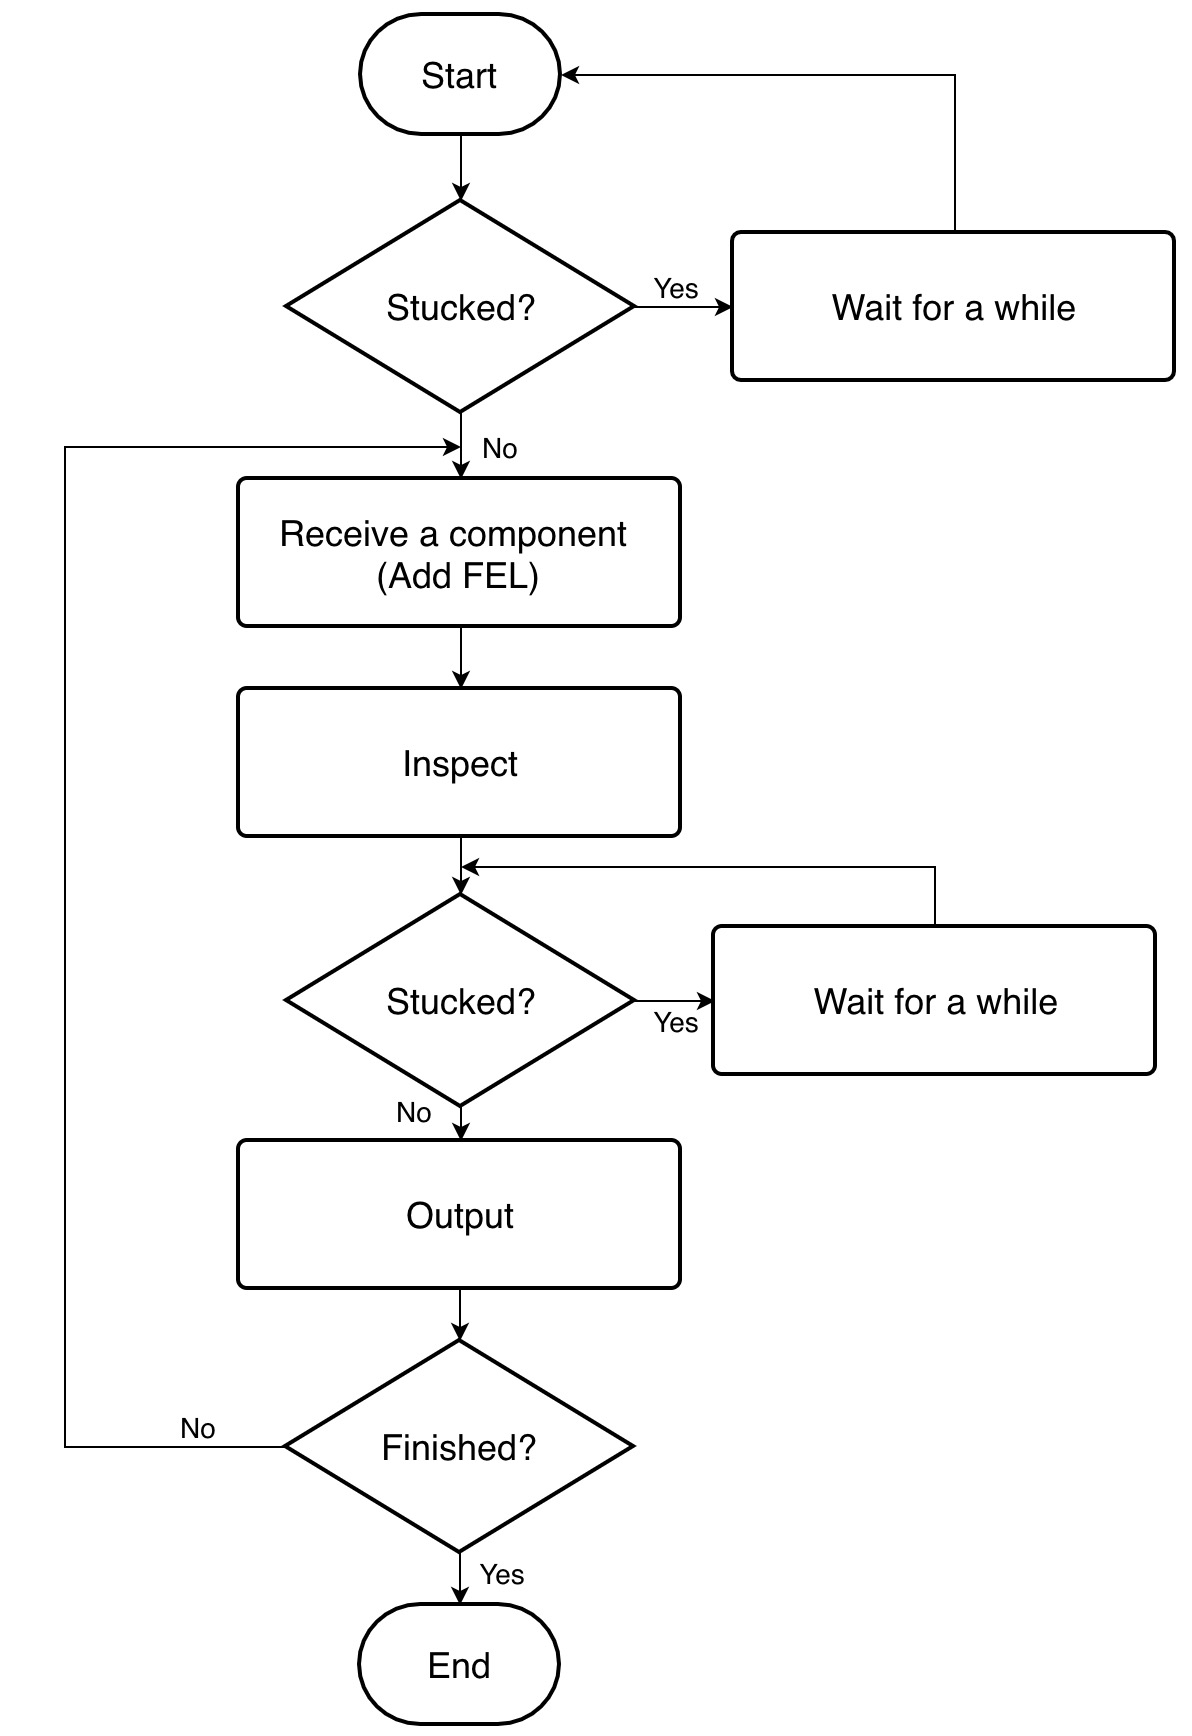 Start
Stucked?
Yes
Wait for a while
No
Receive a component
(Add FEL)
Inspect
Stucked?
Yes
Wait for a while
No
Output
Finished?
No
Yes
End